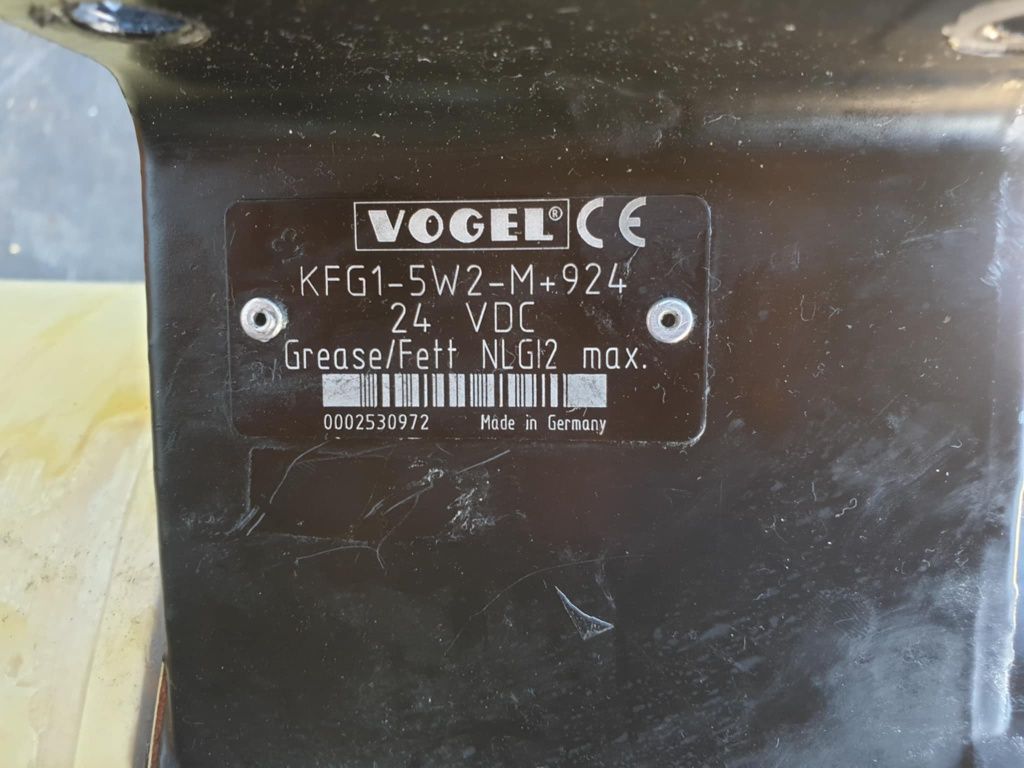 VOGEL® CE
KFG1-5W2-M+924
24 VDC
Grease/Fett NLGI2 max.
0002530972 Made in Germany